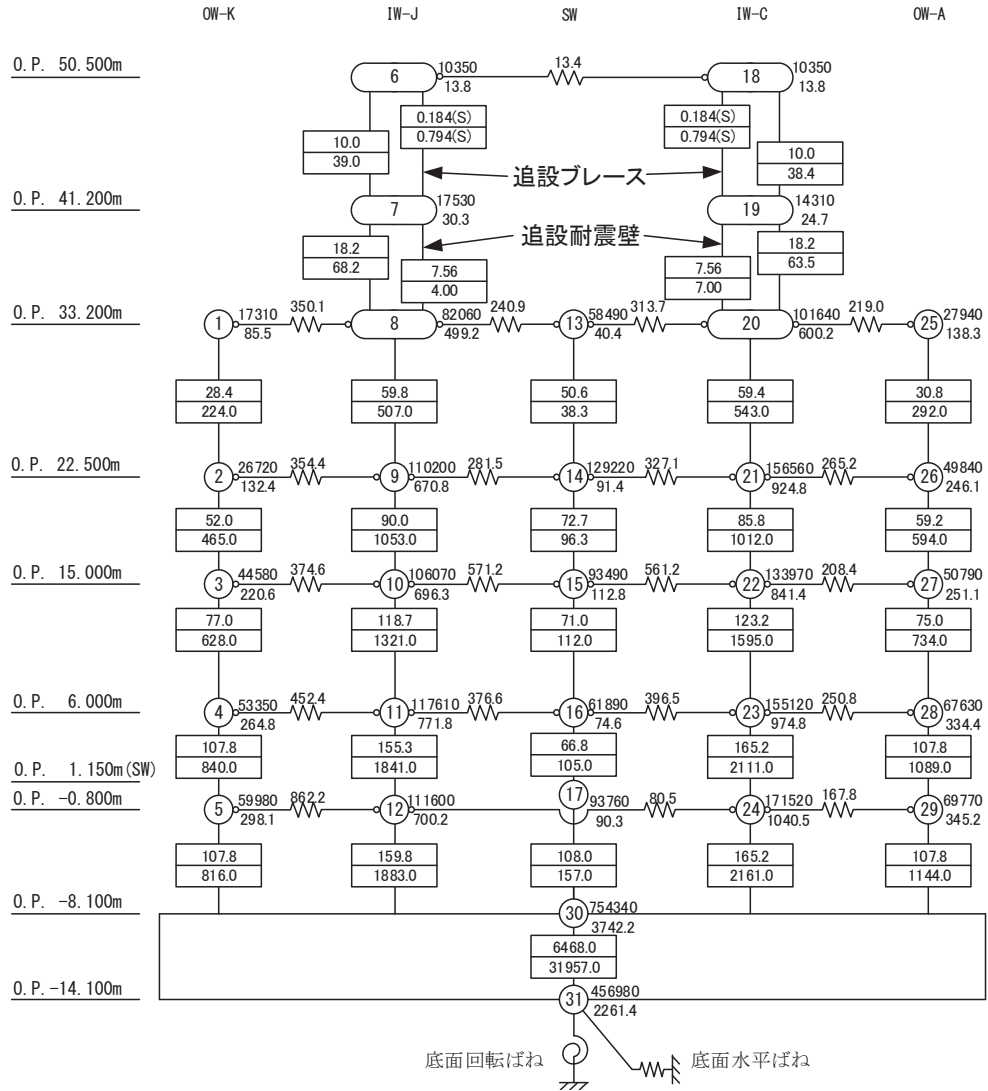 OW-K IW-J SW IW-C OW-A
O.P. 50.500m
6 10350 13.4 18 10350
13.8 13.8
0.184(S) 0.184(S)
0.794(S) 0.794(S)
10.0 10.0
39.0 38.4
追設ブレース
O.P. 41.200m
7 17530 19 14310
30.3 24.7
追設耐震壁
18.2 18.2
68.2 63.5
7.56 7.56
4.00 7.00
O.P. 33.200m
1 17310 350.1 8 82060 240.9 13 58490 313.7 20 101640 219.0 25 27940
85.5 499.2 40.4 600.2 138.3
28.4 59.8 50.6 59.4 30.8
224.0 507.0 38.3 543.0 292.0
O.P. 22.500m
2 26720 354.4 9 110200 281.5 14 129220 327.1 21 156560 265.2 26 49840
132.4 670.8 91.4 924.8 246.1
52.0 90.0 72.7 85.8 59.2
465.0 1053.0 96.3 1012.0 594.0
O.P. 15.000m
3 44580 374.6 10 106070 571.2 15 93490 561.2 22 133970 208.4 27 50790
220.6 696.3 112.8 841.4 251.1
77.0 118.7 71.0 123.2 75.0
628.0 1321.0 112.0 1595.0 734.0
O.P. 6.000m
4 53350 452.4 11 117610 376.6 16 61890 396.5 23 155120 250.8 28 67630
264.8 771.8 74.6 974.8 334.4
107.8 155.3 66.8 165.2 107.8
840.0 1841.0 105.0 2111.0 1089.0
O.P. 1.150m(SW)
O.P. -0.800m
5 59980 862.2 12 111600 17 93760 80.5 24 171520 167.8 29 69770
298.1 700.2 90.3 1040.5 345.2
107.8 159.8 108.0 165.2 107.8
816.0 1883.0 157.0 2161.0 1144.0
O.P. -8.100m
30 754340
3742.2
6468.0
31957.0
O.P.-14.100m
31 456980
2261.4
底面回転ばね 底面水平ばね